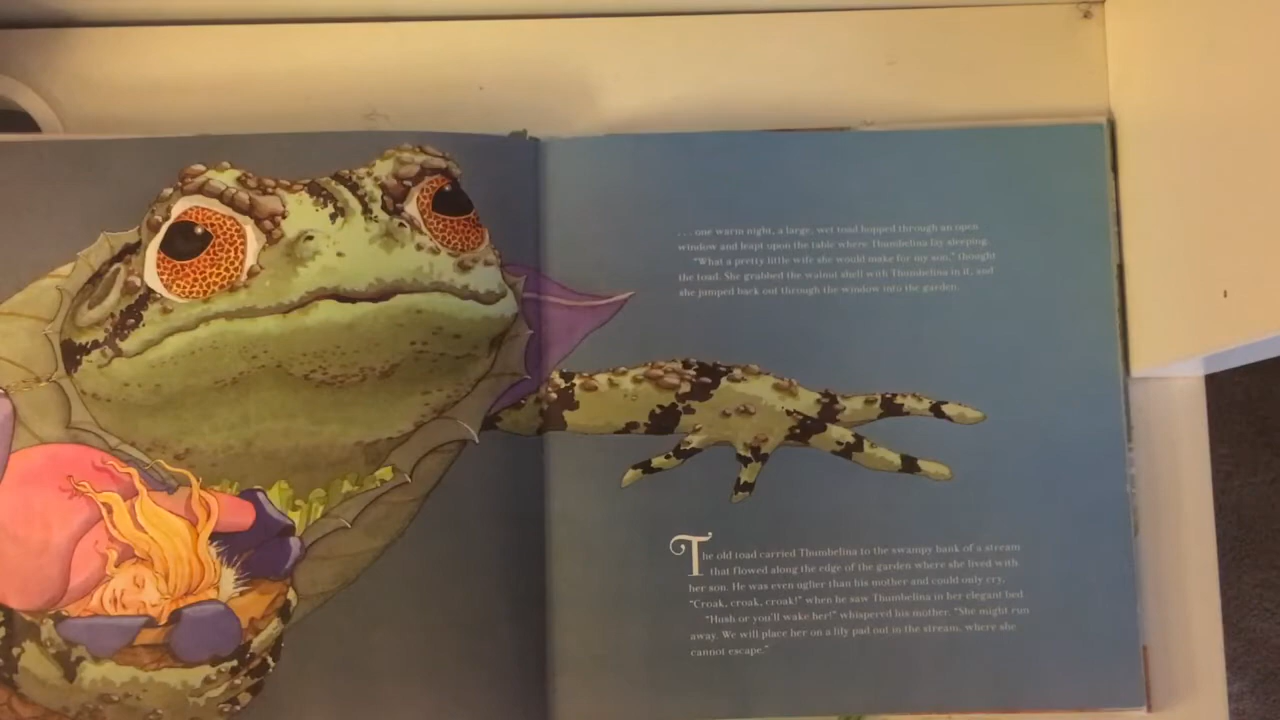 . . . one warm night, a large, wet toad hopped through an open
window and leapt upon the table where Thumbelina lay sleeping.
"What a pretty little wife she would make for my son," thought
the toad. She grabbed the walnut shell with Thumbelina in it, and
she jumped back out through the window into the garden.
The old toad carried Thumbelina to the swampy bank of a stream
that flowed along the edge of the garden where she lived with
her son. He was even uglier than his mother and could only cry,
"Croak, croak, croak!" when he saw Thumbelina in her elegant bed.
"Hush or you'll wake her!" whispered his mother. "She might run
away. We will place her on a lily pad out in the stream, where she
cannot escape."